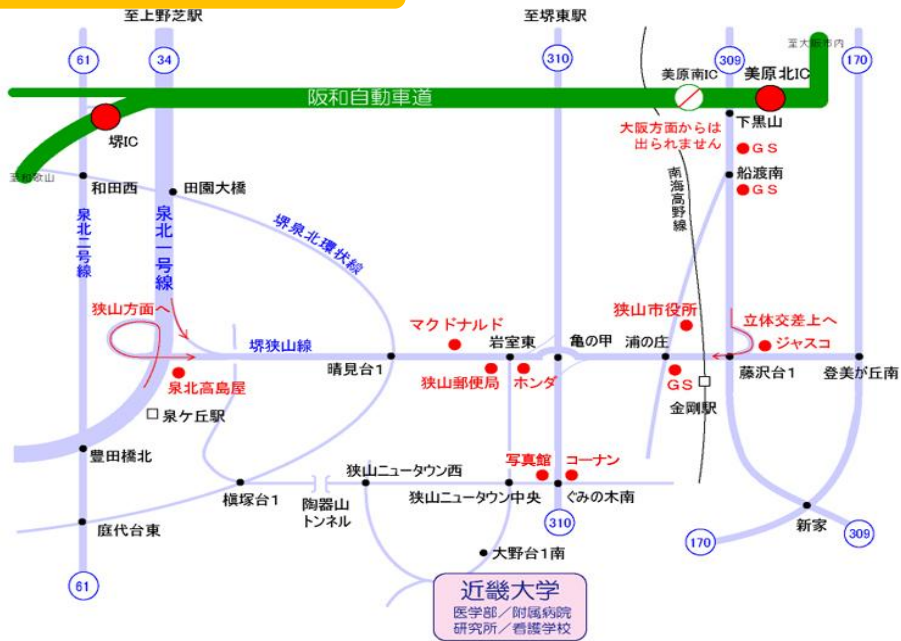 至上野芝駅
至堺東駅
至大阪市内
61
34
310
309
170
美原南IC
美原北IC
阪和自動車道
堺IC
大阪方面からは
出られません
下黒山
GS
至和歌山
和田西
田園大橋
船渡南
GS
南海高野線
泉北二号線
泉北一号線
堺泉北環状線
狭山方面へ
マクドナルド
狭山市役所
立体交差上へ
ジャスコ
堺狭山線
岩室東
亀の甲
浦の庄
泉北高島屋
晴見台1
狭山郵便局
ホンダ
GS
藤沢台1
登美が丘南
金剛駅
泉ケ丘駅
豊田橋北
狭山ニュータウン西
写真館
コーナン
槇塚台1
陶器山
トンネル
狭山ニュータウン中央
ぐみの木南
庭代台東
310
新家
大野台1南
170
309
61
近畿大学
医学部/附属病院
研究所/看護学校